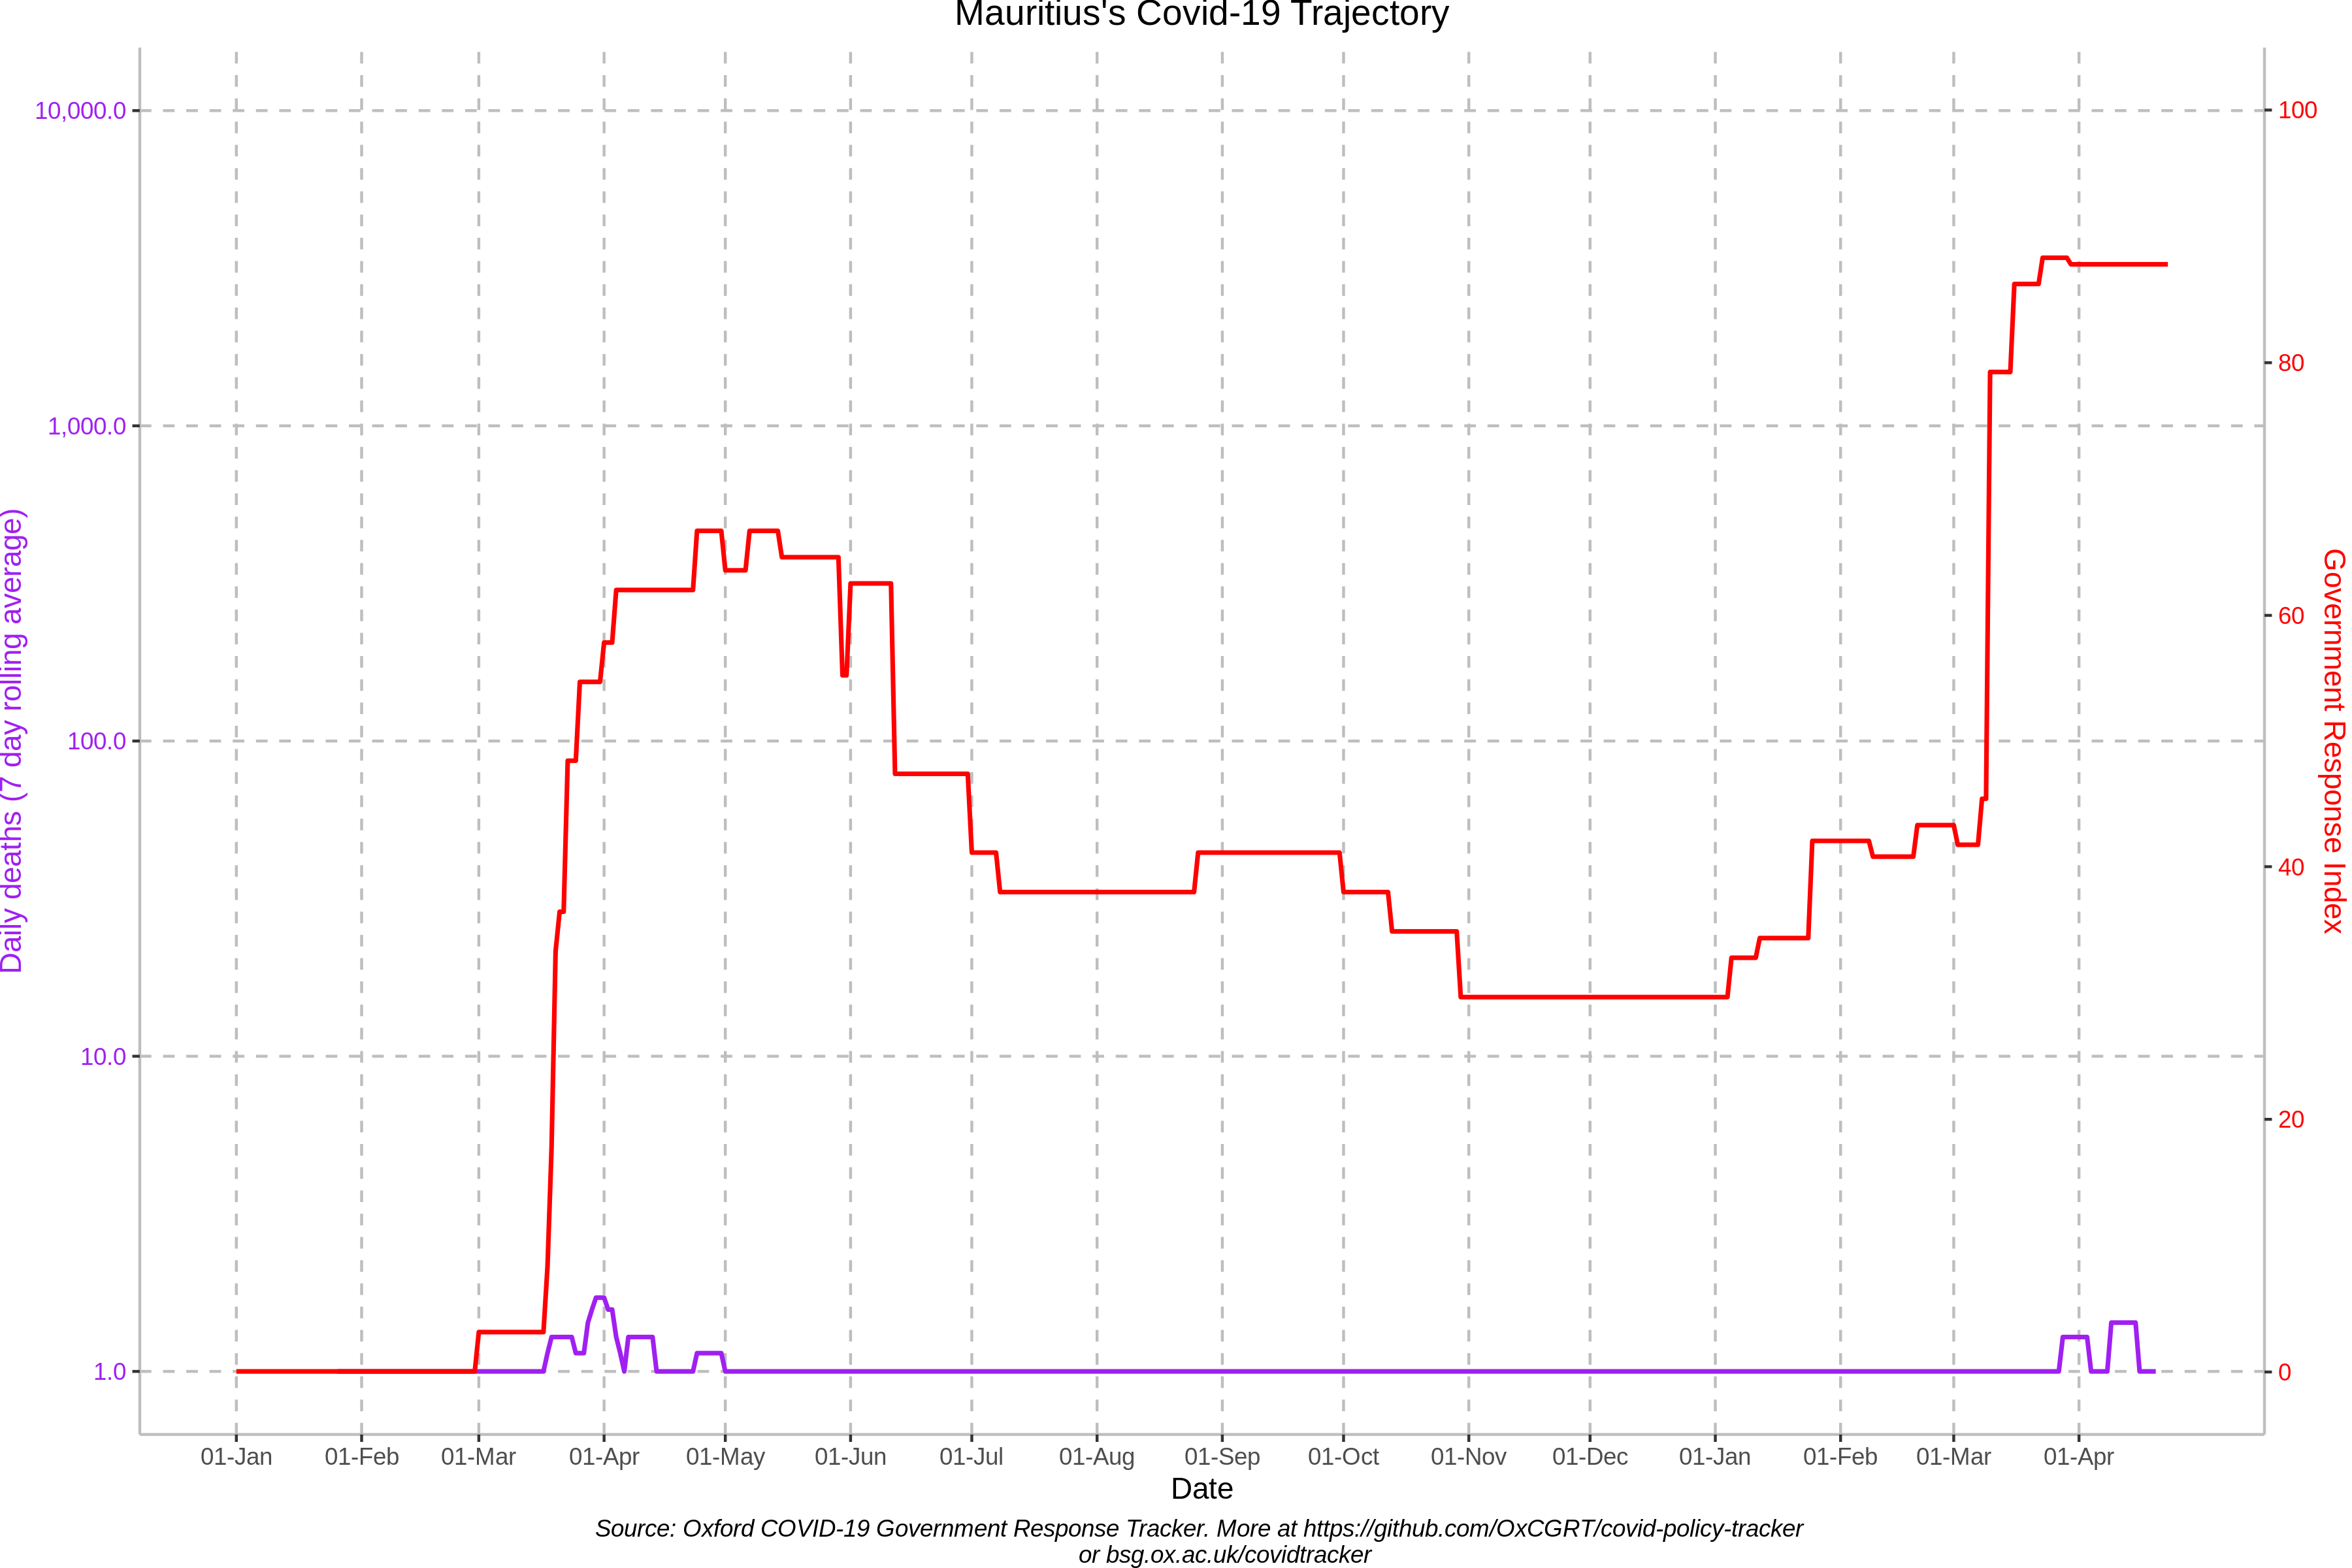 Mauritius's Covid-19 Trajectory
10,000.0
1,000.0
100.0
10.0
1.0
Daily deaths (7 day rolling average)
100
80
60
40
20
0
Government Response Index
01-Jan 01-Feb 01-Mar 01-Apr 01-May 01-Jun 01-Jul 01-Aug 01-Sep 01-Oct 01-Nov 01-Dec 01-Jan 01-Feb 01-Mar 01-Apr
Date
Source: Oxford COVID-19 Government Response Tracker. More at https://github.com/OxCGRT/covid-policy-tracker
or bsg.ox.ac.uk/covidtracker